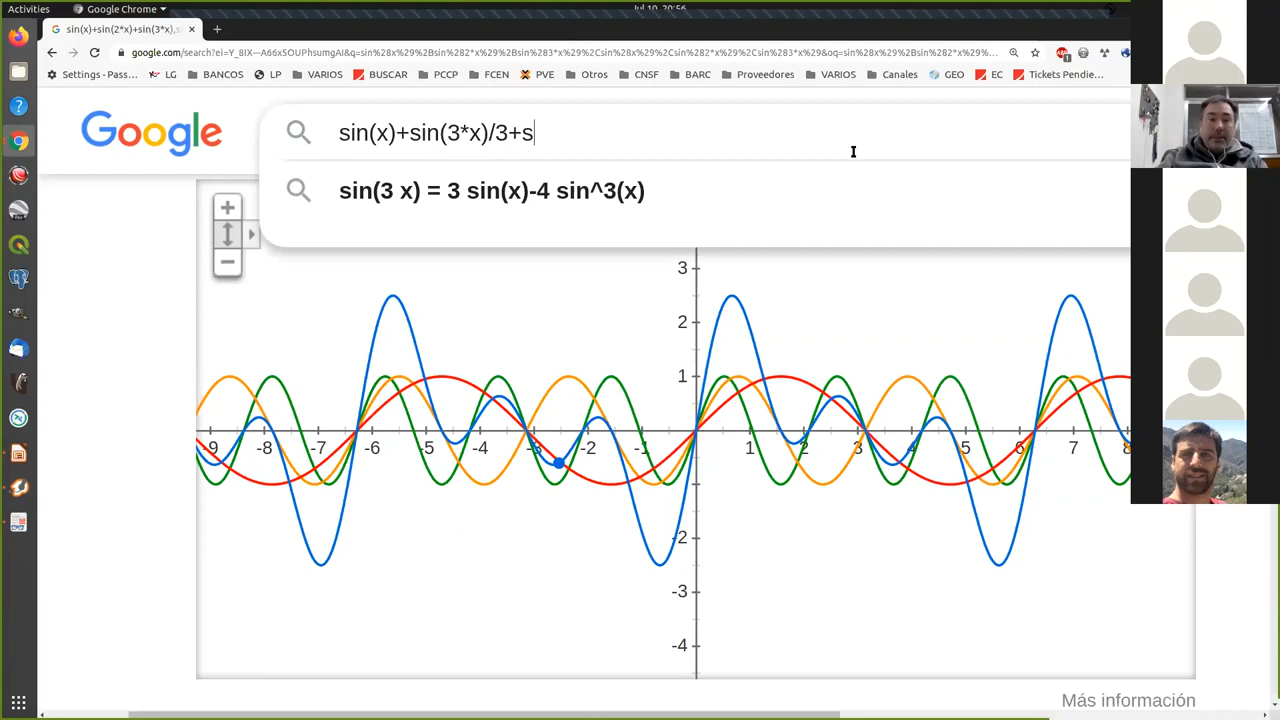 Activities
Google Chrome
Jul 10, 20:56
sin(x)+sin(2*x)+sin(3*x),s
google.com/search?ei=Y_8IX--A66x5OUPhsumgAI&q=sin%28x%29%2Bsin%282*x%29%2Bsin%283*x%29%2Csin%28x%29%2Csin%282*x%29%2Csin%283*x%29&oq=sin%28x%29%2Bsin%282*x%29%...
Settings - Pass...
LG
BANCOS
LP
VARIOS
BUSCAR
PCCP
FCEN
PVE
Otros
CNSF
BARC
Proveedores
VARIOS
Canales
GEO
EC
Tickets Pendie...
Google
sin(x)+sin(3*x)/3+s
sin(3 x) = 3 sin(x)-4 sin^3(x)
3
2
1
-9 -8 -7 -6 -5 -4 -3 -2 -1 1 2 3 4 5 6 7 8
-2
-3
-4
Más información